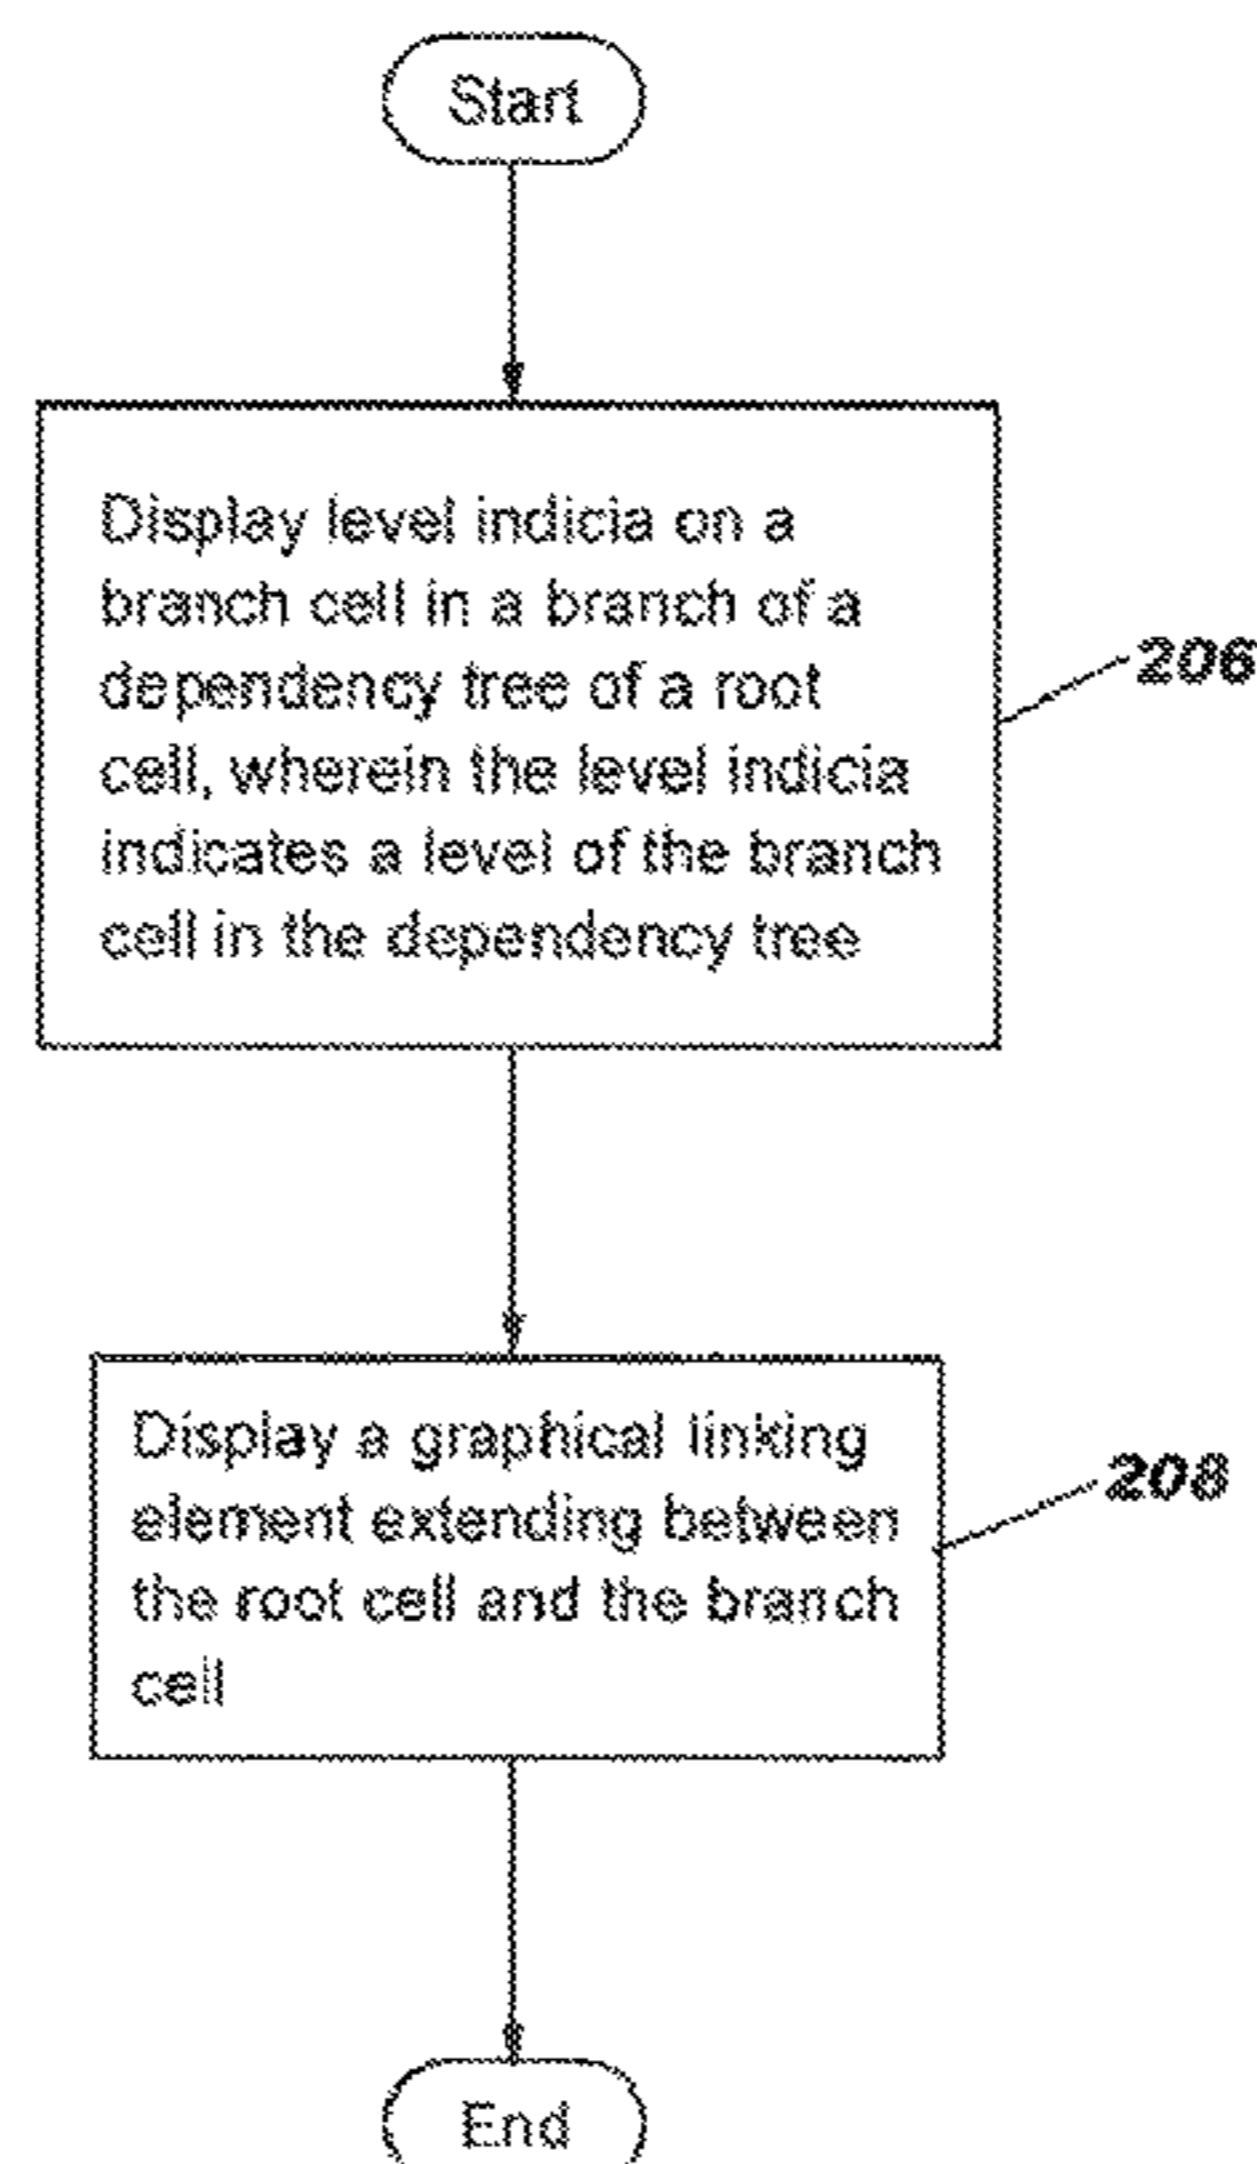 Start
Display level indicia on a
branch cell in a branch of a
dependency tree of a root
cell, wherein the level indicia
indicates a level of the branch
cell in the dependency tree
206
Display a graphical linking
element extending between
the root cell and the branch
cell
208
End